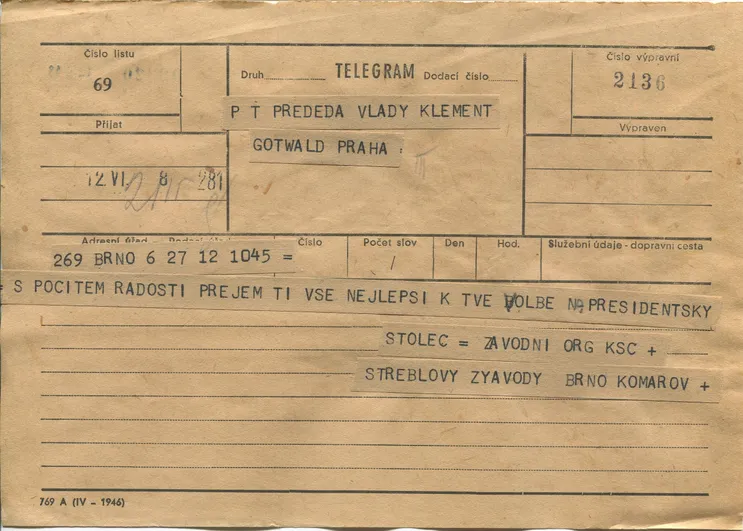 Číslo listu
69
Druh TELEGRAM Dodací číslo
Číslo výpravní
2136
P T PREDEDA VLADY KLEMENT
GOTWALD PRAHA :
Přijat
Vypraven
12.VI. 8 281
Adresní úřad Číslo Počet slov Den Hod. Služební údaje - dopravní cesta
269 BRNO 6 27 12 1045 =
= S POCITEM RADOSTI PREJEM TI VSE NEJLEPSI K TVE VOLBE NA PRESIDENTSKY
STOLEC = ZAVODNI ORG KSC +
STREBLOVY ZYAVODY BRNO KOMAROV +
769 A (IV - 1946)